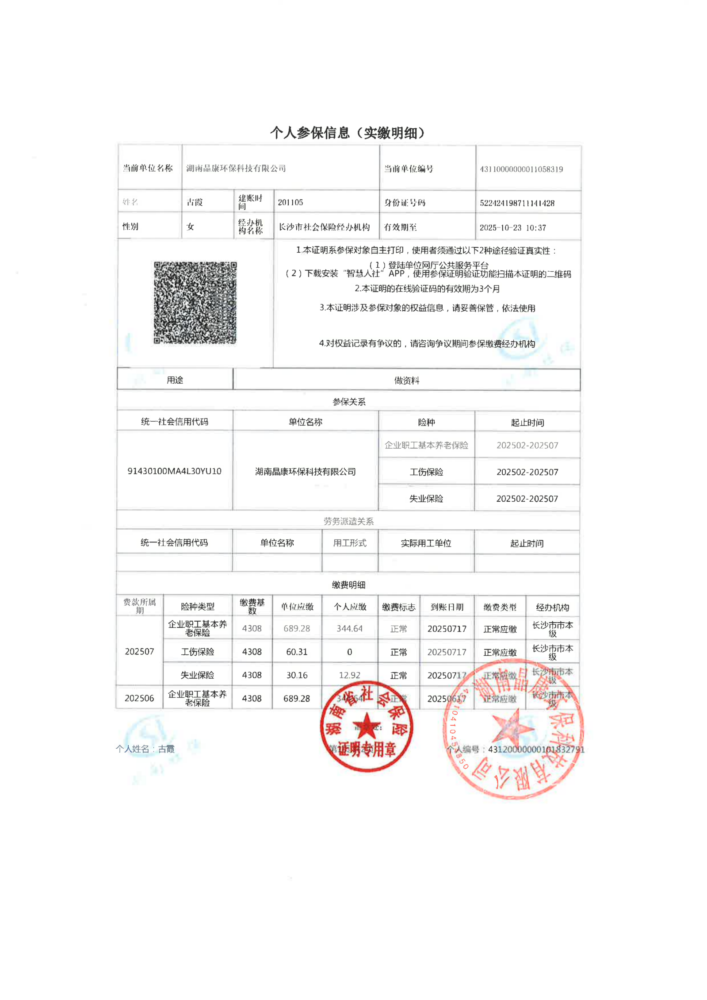 个人参保信息（实缴明细）
当前单位名称 湖南晶康环保科技有限公司 当前单位编号 43110000000011058319
姓名 古霞 建账时间 201105 身份证号码 522424198711141428
性别 女 经办机构名称 长沙市社会保险经办机构 有效期至 2025-10-23 10:37
1.本证明系参保对象自主打印，使用者须通过以下2种途径验证真实性：
（1）登陆单位网厅公共服务平台
（2）下载安装“智慧人社”APP，使用参保证明验证功能扫描本证明的二维码
2.本证明的在线验证码的有效期为3个月
3.本证明涉及参保对象的权益信息，请妥善保管，依法使用
4.对权益记录有争议的，请咨询争议期间参保缴费经办机构
用途 做资料
参保关系
统一社会信用代码 单位名称 险种 起止时间
91430100MA4L30YU10 湖南晶康环保科技有限公司 企业职工基本养老保险 202502-202507
工伤保险 202502-202507
失业保险 202502-202507
劳务派遣关系
统一社会信用代码 单位名称 用工形式 实际用工单位 起止时间
缴费明细
费款所属期 险种类型 缴费基数 单位应缴 个人应缴 缴费标志 到账日期 缴费类型 经办机构
202507 企业职工基本养老保险 4308 689.28 344.64 正常 20250717 正常应缴 长沙市市本级
工伤保险 4308 60.31 0 正常 20250717 正常应缴 长沙市市本级
失业保险 4308 30.16 12.92 正常 20250717 正常应缴 长沙市市本级
202506 企业职工基本养老保险 4308 689.28 344.64 正常 20250617 正常应缴 长沙市市本级
湖南省社会保险
证明专用章
湖南晶康环保科技有限公司
个人姓名：古霞 个人编号：43120000000101832791